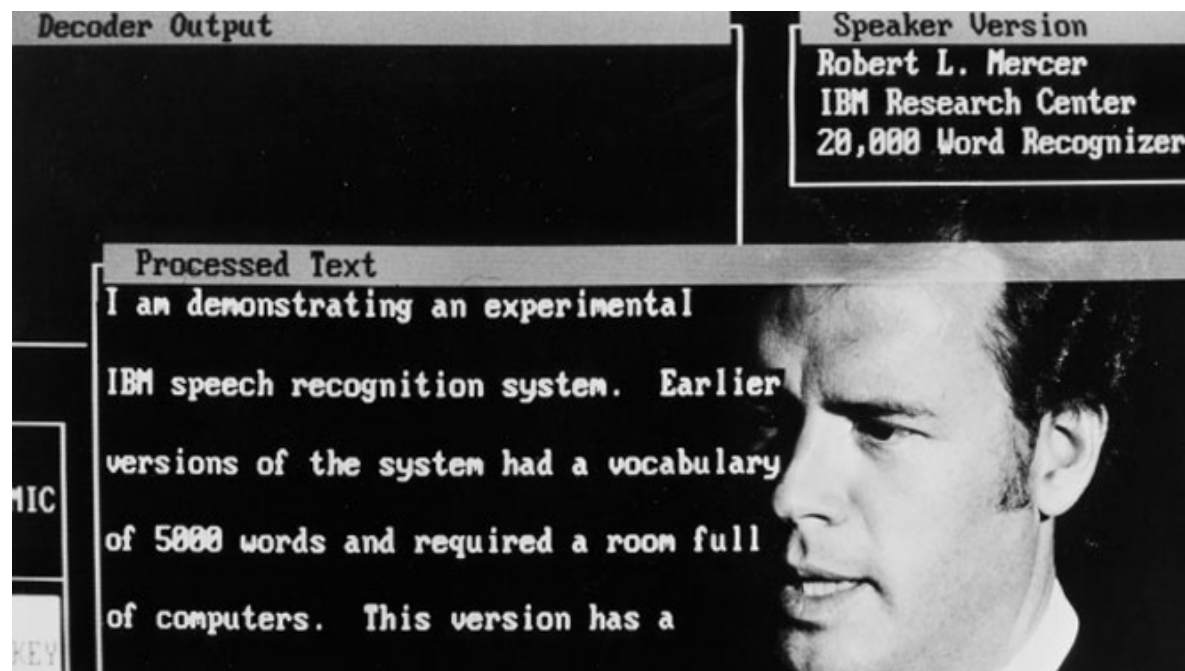 Decoder Output
Speaker Version
Robert L. Mercer
IBM Research Center
20,000 Word Recognizer
Processed Text
I am demonstrating an experimental
IBM speech recognition system. Earlier
versions of the system had a vocabulary
of 5000 words and required a room full
of computers. This version has a
MIC
KEY